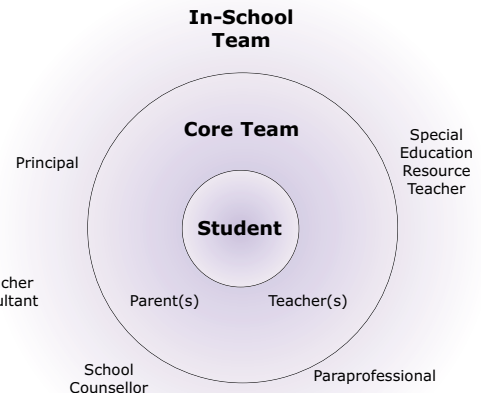 In-School
Team
Core Team
Special
Education
Resource
Teacher
Principal
Student
Parent(s)
Teacher(s)
School
Counsellor
Paraprofessional